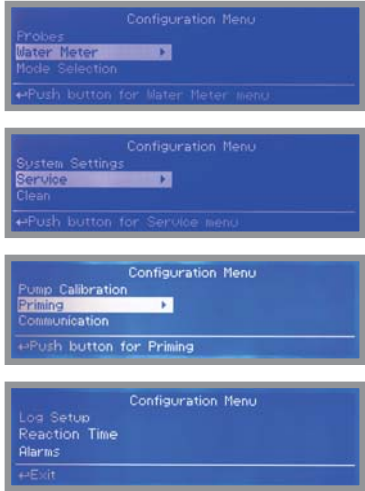 Configuration Menu
Probes
Water Meter
Mode Selection
↵Push button for Water Meter menu
Configuration Menu
System Settings
Service
Clean
↵Push button for Service menu
Configuration Menu
Pump Calibration
Priming
Communication
↵Push button for Priming
Configuration Menu
Log Setup
Reaction Time
Alarms
↵Exit